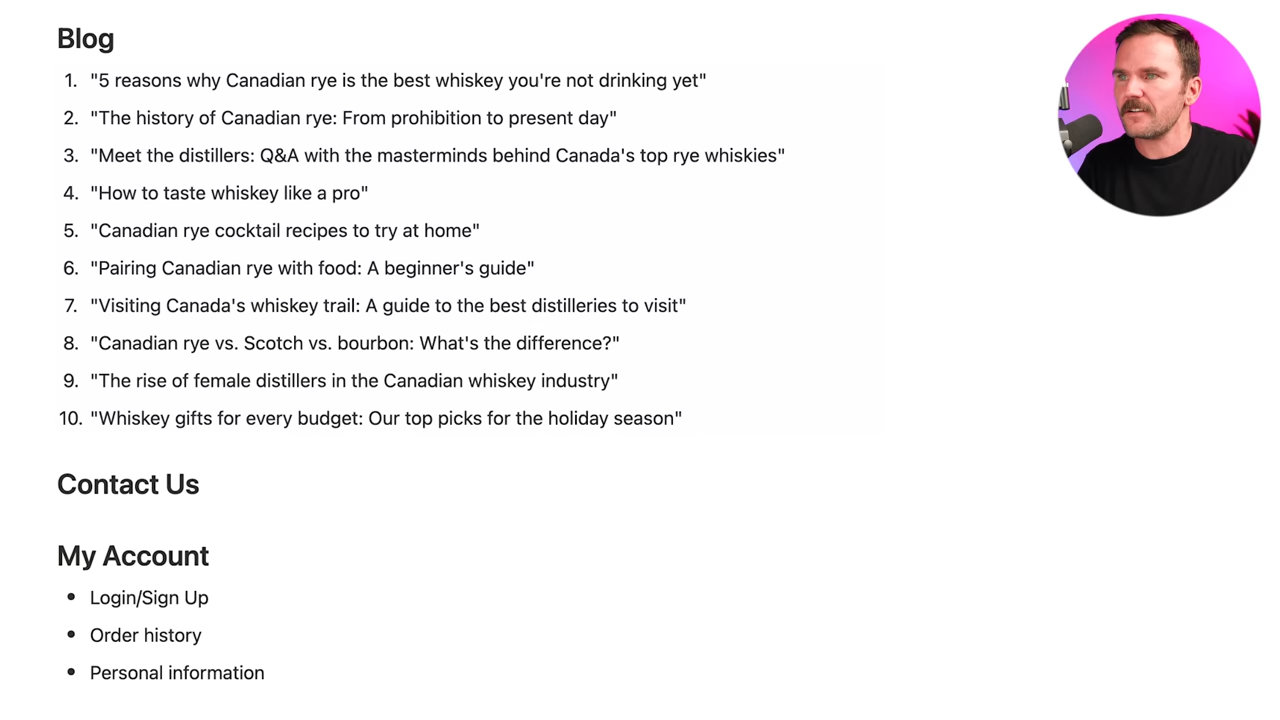 Blog
1. "5 reasons why Canadian rye is the best whiskey you're not drinking yet"
2. "The history of Canadian rye: From prohibition to present day"
3. "Meet the distillers: Q&A with the masterminds behind Canada's top rye whiskies"
4. "How to taste whiskey like a pro"
5. "Canadian rye cocktail recipes to try at home"
6. "Pairing Canadian rye with food: A beginner's guide"
7. "Visiting Canada's whiskey trail: A guide to the best distilleries to visit"
8. "Canadian rye vs. Scotch vs. bourbon: What's the difference?"
9. "The rise of female distillers in the Canadian whiskey industry"
10. "Whiskey gifts for every budget: Our top picks for the holiday season"
Contact Us
My Account
• Login/Sign Up
• Order history
• Personal information